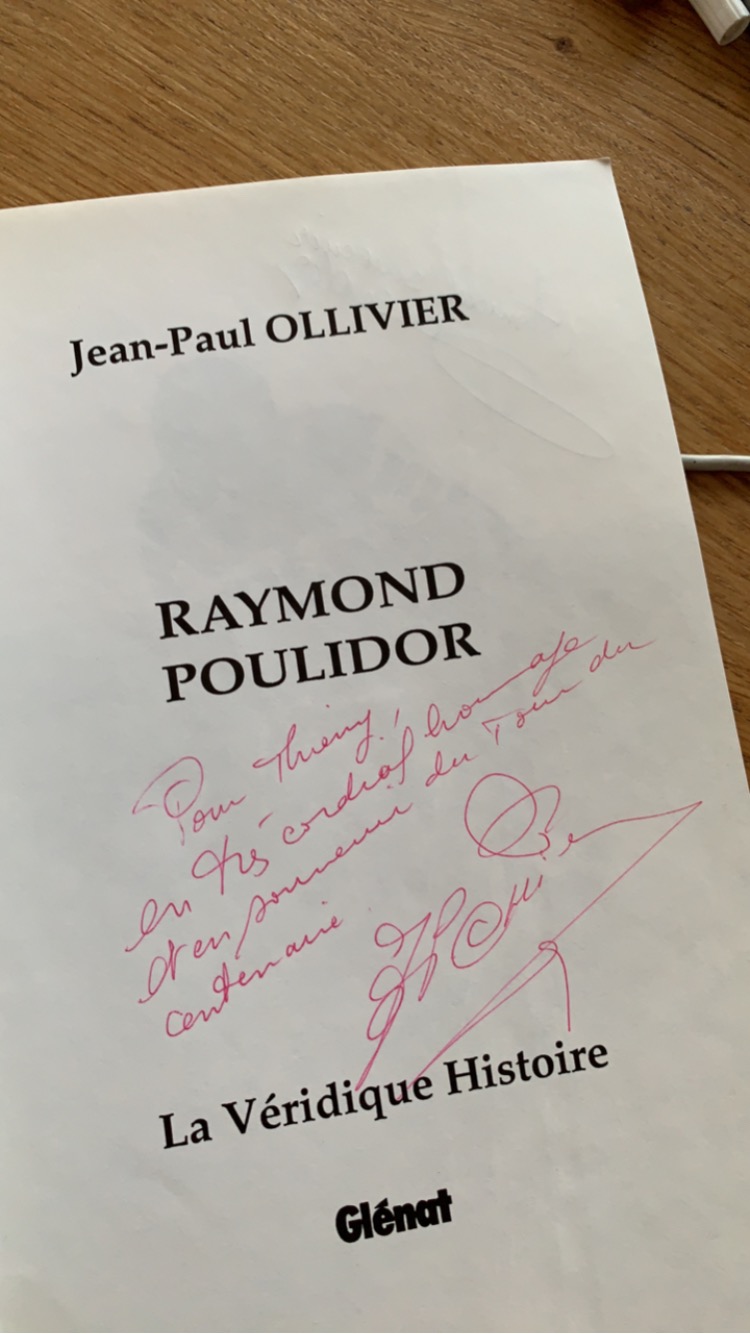 Jean-Paul OLLIVIER
RAYMOND
POULIDOR
Pour Thierry,
en très cordial hommage
et en souvenir du Tour du
centenaire
JPOllivier
La Véridique Histoire
Glénat